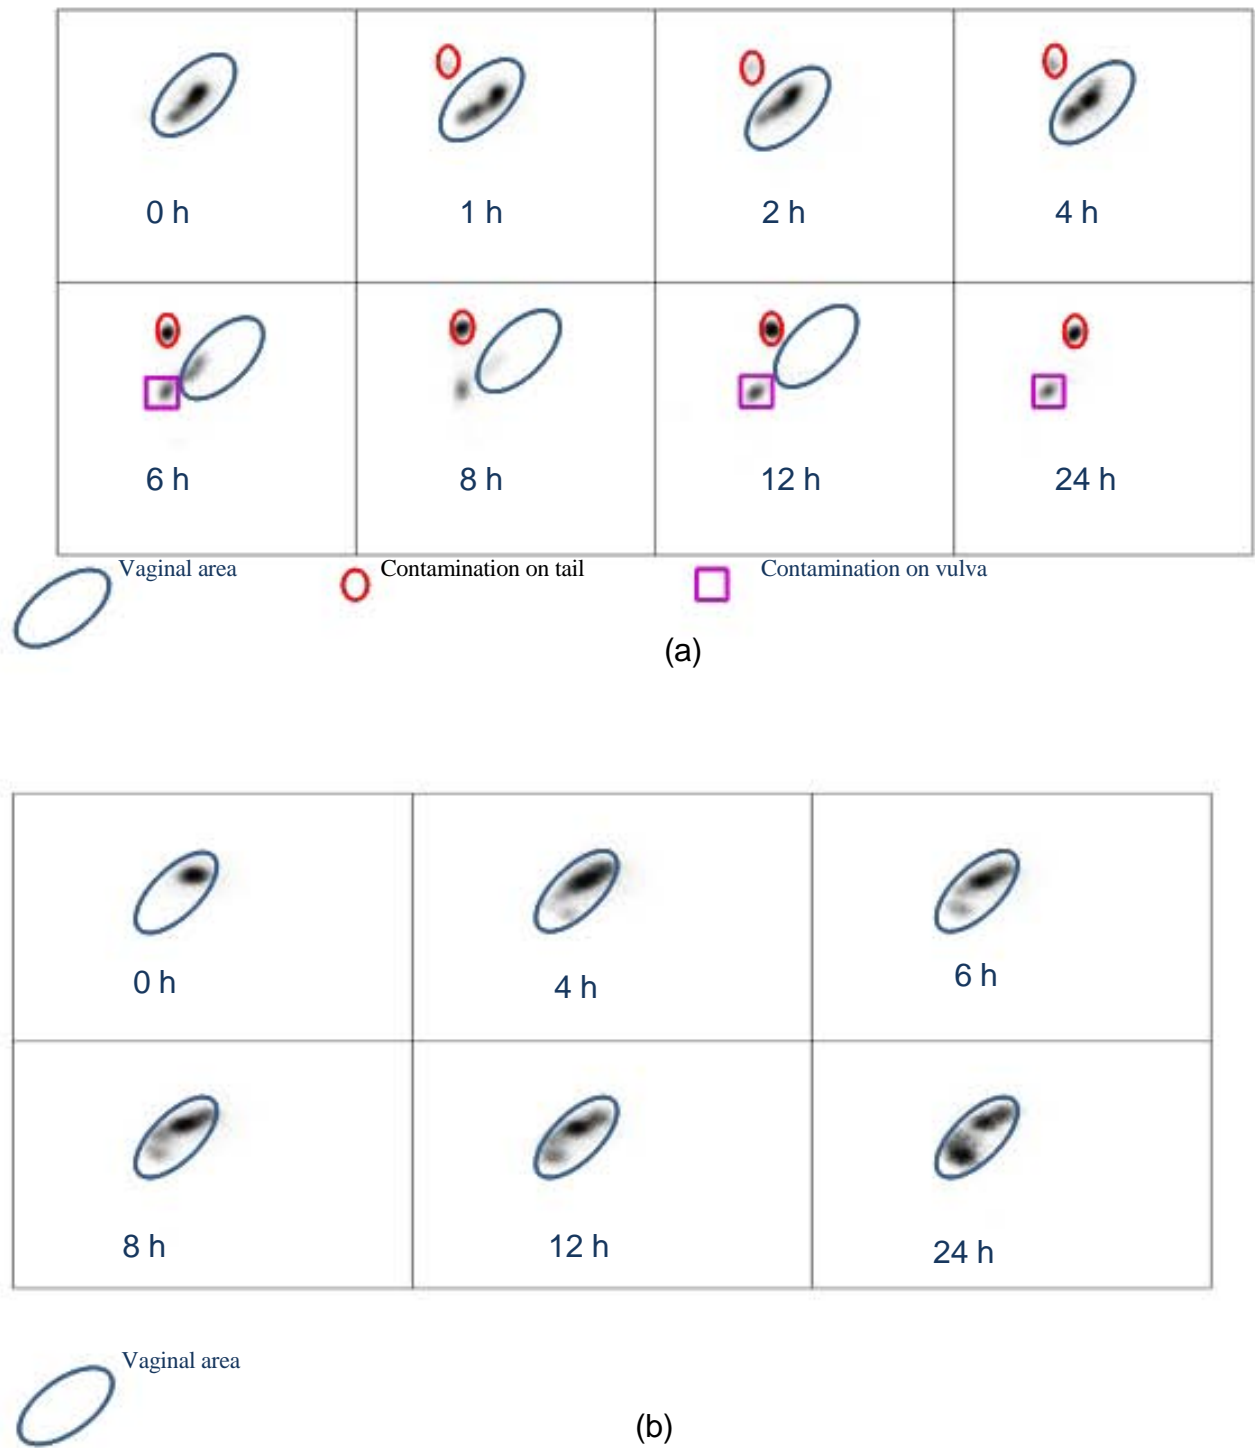 0 h
1 h
2 h
4 h
6 h
8 h
12 h
24 h
Vaginal area
Contamination on tail
Contamination on vulva
(a)
0 h
4 h
6 h
8 h
12 h
24 h
Vaginal area
(b)